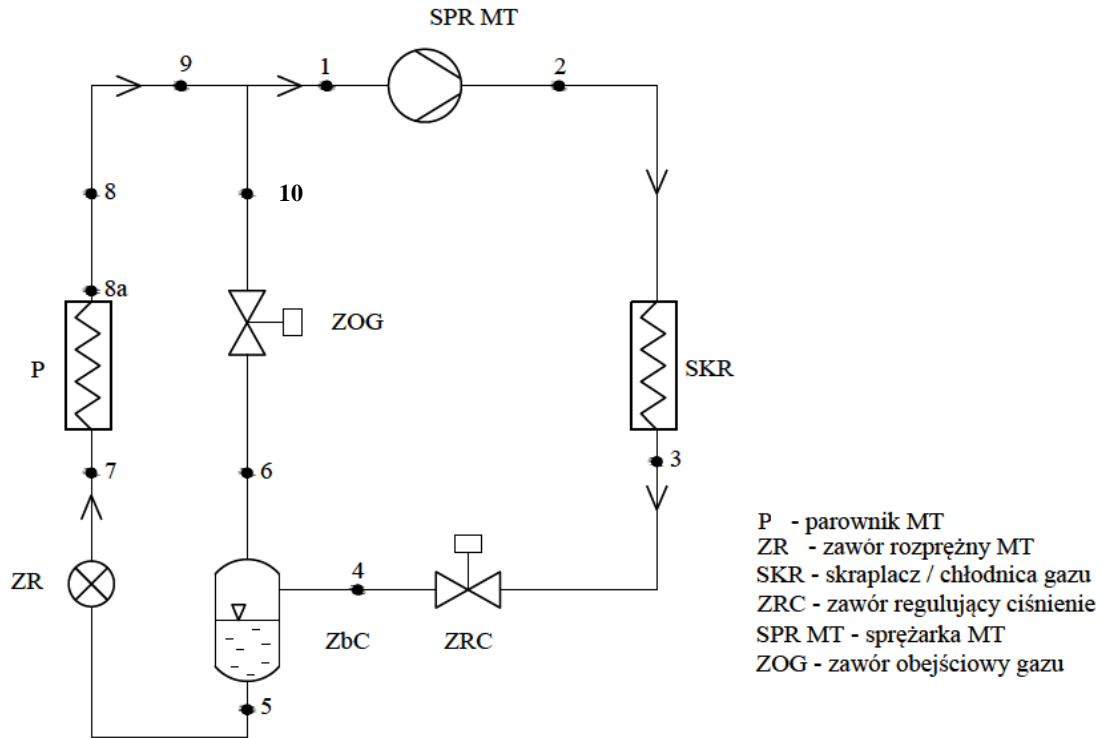 SPR MT
9
1
2
8
10
8a
P
ZOG
SKR
7
6
3
ZR
4
ZbC
ZRC
5
P - parownik MT
ZR - zawór rozprężny MT
SKR - skraplacz / chłodnica gazu
ZRC - zawór regulujący ciśnienie
SPR MT - sprężarka MT
ZOG - zawór obejściowy gazu